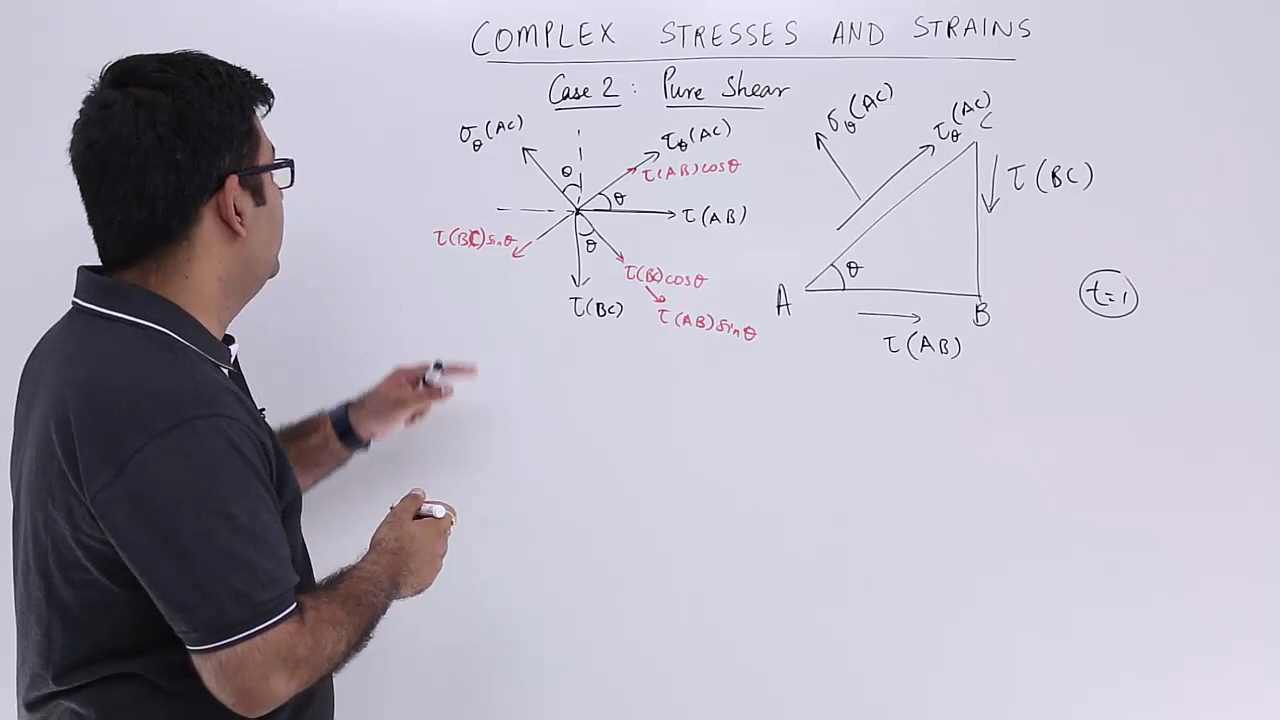 COMPLEX STRESSES AND STRAINS
Case 2 : Pure Shear
σθ (AC)
τθ (AC)
τ(AB)cosθ
θ
θ
τ (AB)
τ(BC)sinθ
θ
τ(BC)cosθ
τ(BC)
τ(AB)sinθ
σθ (AC)
τθ (AC)
C
τ (BC)
θ
A
B
τ (AB)
t=1